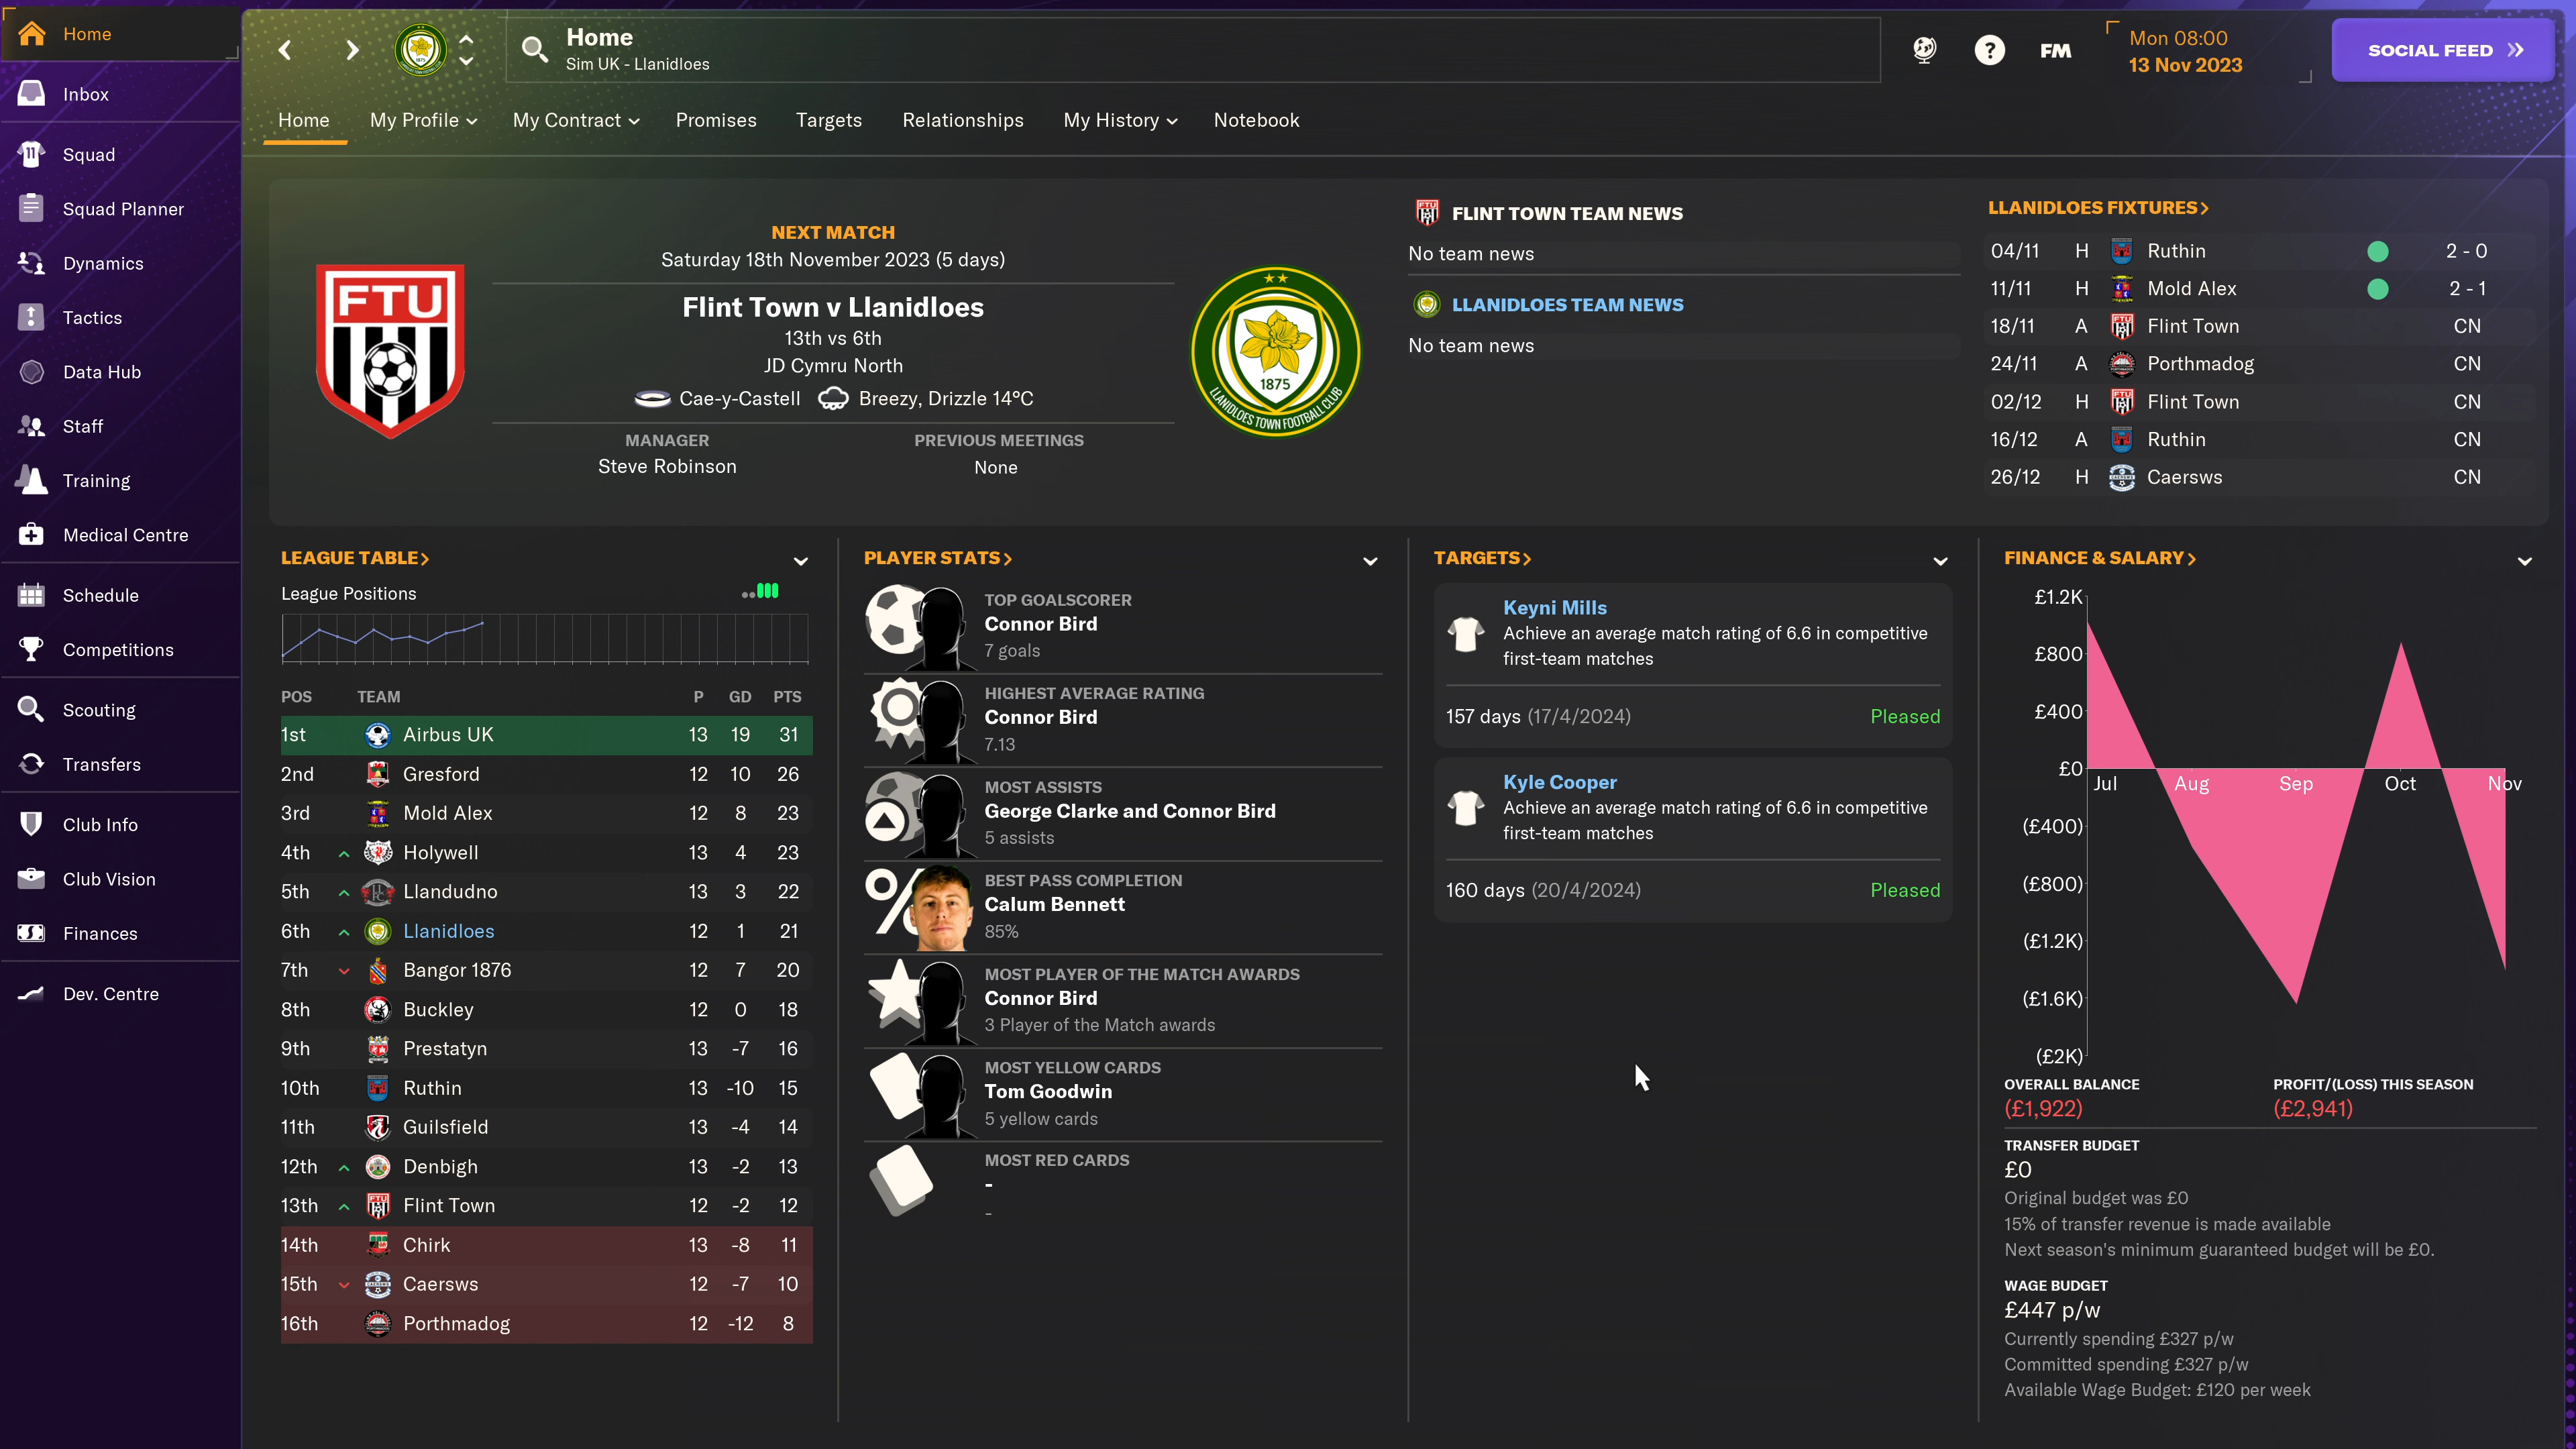 Home
Inbox
Squad
Squad Planner
Dynamics
Tactics
Data Hub
Staff
Training
Medical Centre
Schedule
Competitions
Scouting
Transfers
Club Info
Club Vision
Finances
Dev. Centre
Home
Sim UK - Llanidloes
FM
Mon 08:00
13 Nov 2023
SOCIAL FEED
Home My Profile My Contract Promises Targets Relationships My History Notebook
FTU
NEXT MATCH
Saturday 18th November 2023 (5 days)
Flint Town v Llanidloes
13th vs 6th
JD Cymru North
Cae-y-Castell Breezy, Drizzle 14°C
MANAGER PREVIOUS MEETINGS
Steve Robinson None
1875
LLANIDLOES TOWN FOOTBALL CLUB
FLINT TOWN TEAM NEWS
No team news
LLANIDLOES TEAM NEWS
No team news
LLANIDLOES FIXTURES
04/11 H Ruthin 2 - 0
11/11 H Mold Alex 2 - 1
18/11 A Flint Town CN
24/11 A Porthmadog CN
02/12 H Flint Town CN
16/12 A Ruthin CN
26/12 H Caersws CN
LEAGUE TABLE
League Positions
POS TEAM P GD PTS
1st Airbus UK 13 19 31
2nd Gresford 12 10 26
3rd Mold Alex 12 8 23
4th Holywell 13 4 23
5th Llandudno 13 3 22
6th Llanidloes 12 1 21
7th Bangor 1876 12 7 20
8th Buckley 12 0 18
9th Prestatyn 13 -7 16
10th Ruthin 13 -10 15
11th Guilsfield 13 -4 14
12th Denbigh 13 -2 13
13th Flint Town 12 -2 12
14th Chirk 13 -8 11
15th Caersws 12 -7 10
16th Porthmadog 12 -12 8
PLAYER STATS
TOP GOALSCORER
Connor Bird
7 goals
HIGHEST AVERAGE RATING
Connor Bird
7.13
MOST ASSISTS
George Clarke and Connor Bird
5 assists
BEST PASS COMPLETION
Calum Bennett
85%
MOST PLAYER OF THE MATCH AWARDS
Connor Bird
3 Player of the Match awards
MOST YELLOW CARDS
Tom Goodwin
5 yellow cards
MOST RED CARDS
-
-
TARGETS
Keyni Mills
Achieve an average match rating of 6.6 in competitive
first-team matches
157 days (17/4/2024) Pleased
Kyle Cooper
Achieve an average match rating of 6.6 in competitive
first-team matches
160 days (20/4/2024) Pleased
FINANCE & SALARY
£1.2K
£800
£400
£0
Jul Aug Sep Oct Nov
(£400)
(£800)
(£1.2K)
(£1.6K)
(£2K)
OVERALL BALANCE PROFIT/(LOSS) THIS SEASON
(£1,922) (£2,941)
TRANSFER BUDGET
£0
Original budget was £0
15% of transfer revenue is made available
Next season's minimum guaranteed budget will be £0.
WAGE BUDGET
£447 p/w
Currently spending £327 p/w
Committed spending £327 p/w
Available Wage Budget: £120 per week